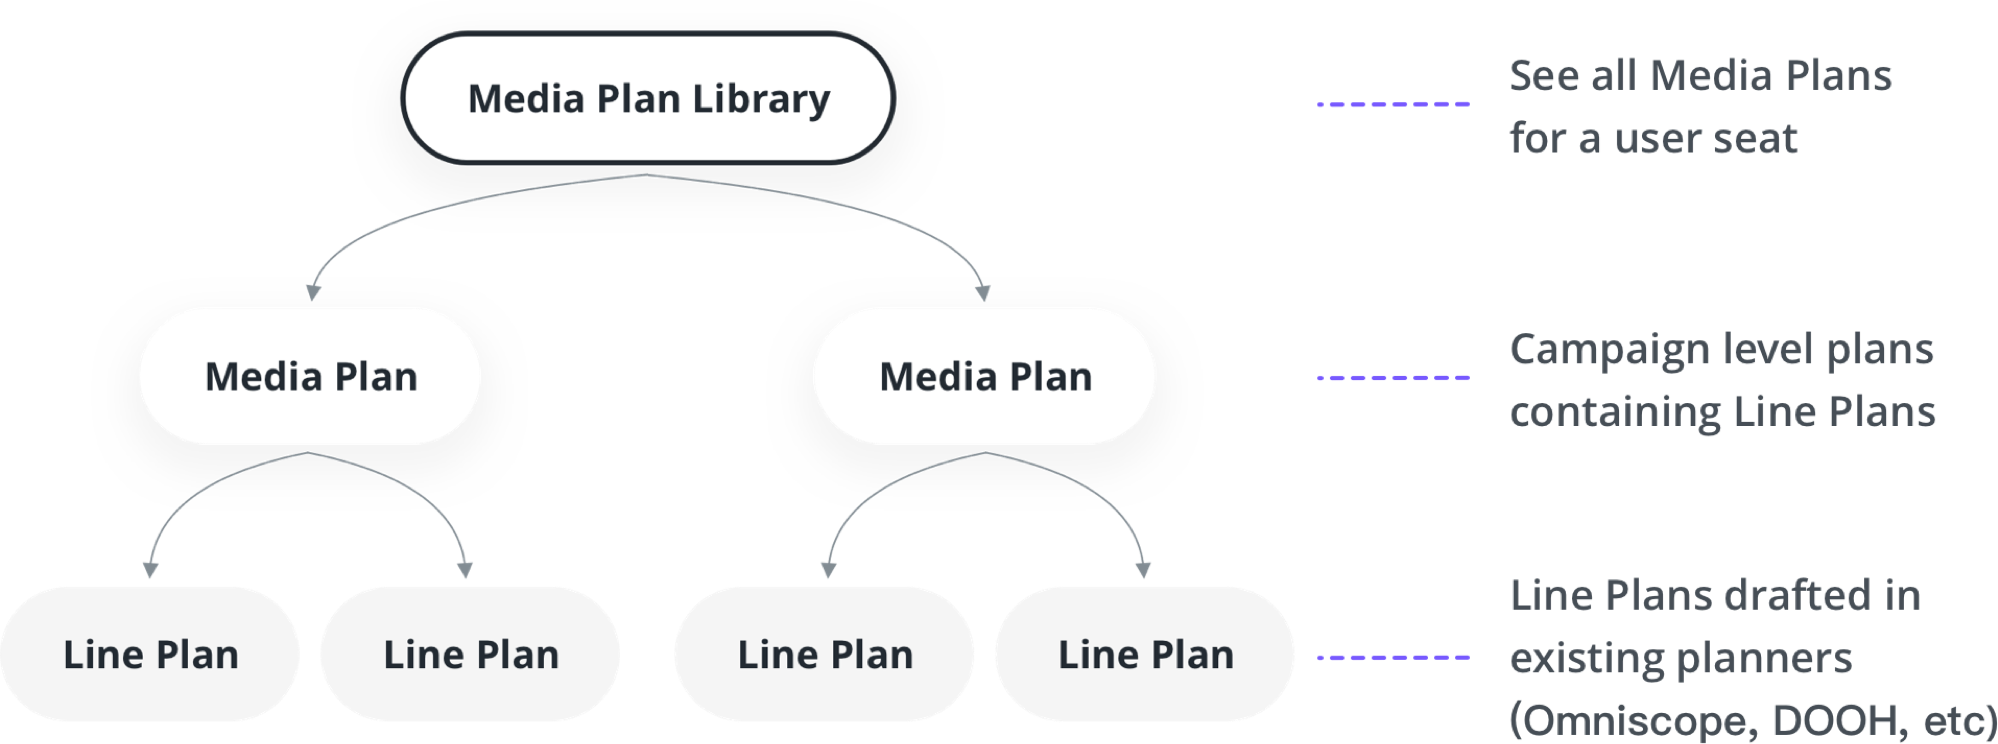 Media Plan Library
See all Media Plans
for a user seat
Media Plan
Media Plan
Campaign level plans
containing Line Plans
Line Plan
Line Plan
Line Plan
Line Plan
Line Plans drafted in
existing planners
(Omniscope, DOOH, etc)